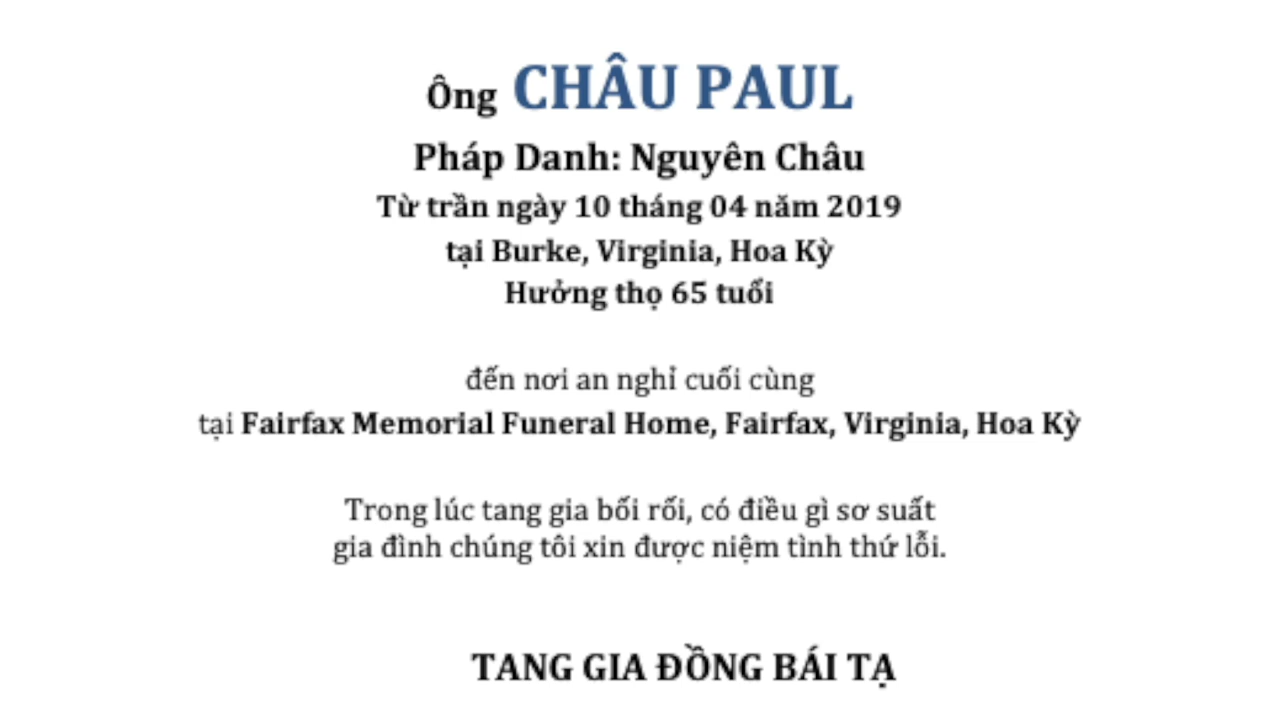 Ông CHÂU PAUL
Pháp Danh: Nguyên Châu
Từ trần ngày 10 tháng 04 năm 2019
tại Burke, Virginia, Hoa Kỳ
Hưởng thọ 65 tuổi
đến nơi an nghỉ cuối cùng
tại Fairfax Memorial Funeral Home, Fairfax, Virginia, Hoa Kỳ
Trong lúc tang gia bối rối, có điều gì sơ suất
gia đình chúng tôi xin được niệm tình thứ lỗi.
TANG GIA ĐỒNG BÁI TẠ